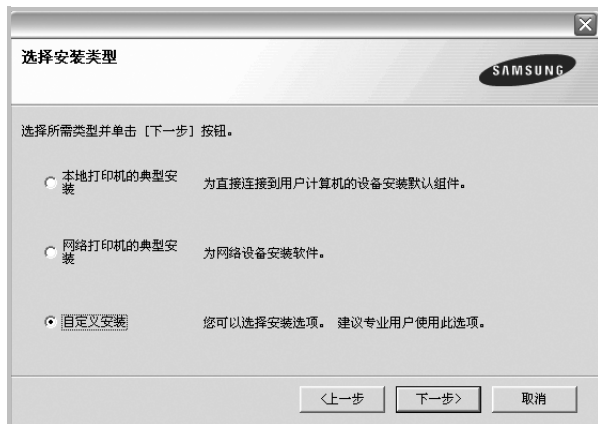 选择安装类型
SAMSUNG
选择所需类型并单击 [下一步] 按钮。
本地打印机的典型安
装
为直接连接到用户计算机的设备安装默认组件。
网络打印机的典型安
装
为网络设备安装软件。
自定义安装
您可以选择安装选项。 建议专业用户使用此选项。
<上一步
下一步>
取消